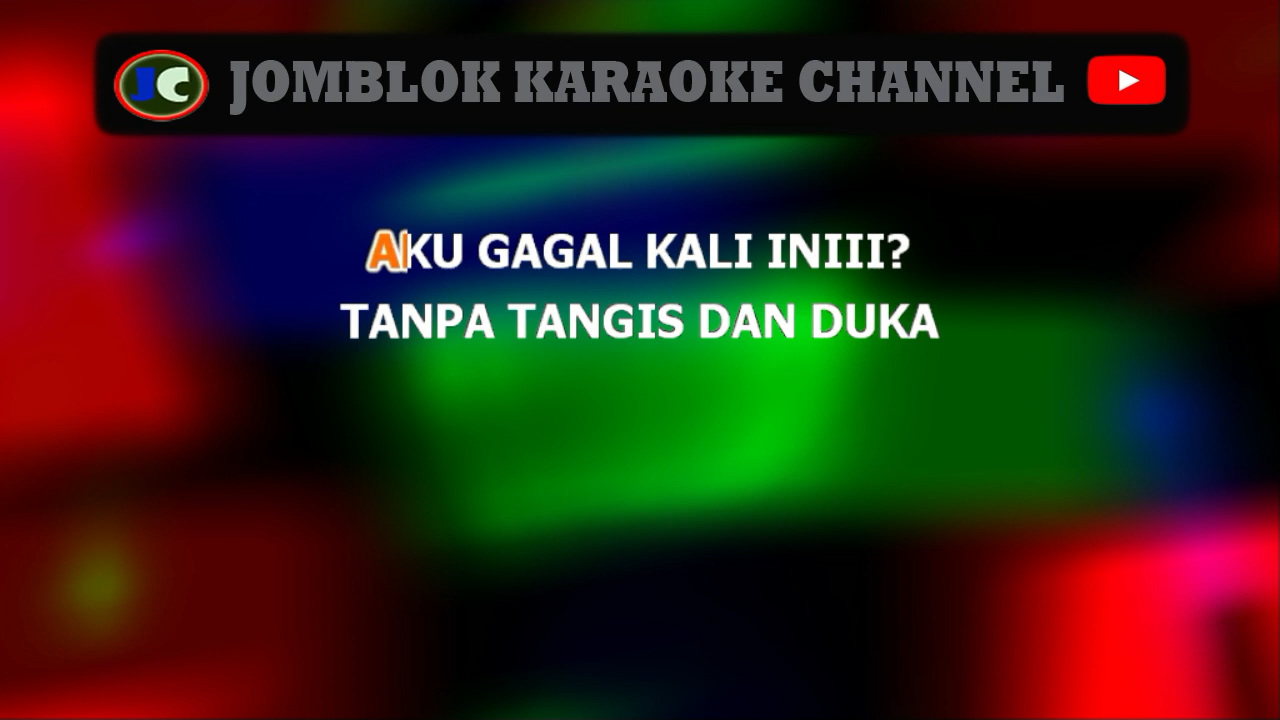 JC JOMBLOK KARAOKE CHANNEL
AKU GAGAL KALI INIII?
TANPA TANGIS DAN DUKA